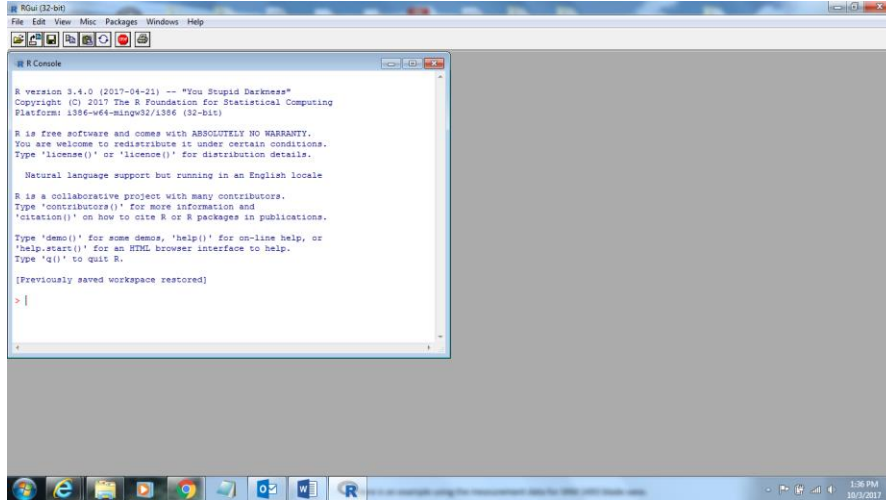 RGui (32-bit)
File Edit View Misc Packages Windows Help
STOP
R Console
R version 3.4.0 (2017-04-21) -- "You Stupid Darkness"
Copyright (C) 2017 The R Foundation for Statistical Computing
Platform: i386-w64-mingw32/i386 (32-bit)
R is free software and comes with ABSOLUTELY NO WARRANTY.
You are welcome to redistribute it under certain conditions.
Type 'license()' or 'licence()' for distribution details.
Natural language support but running in an English locale
R is a collaborative project with many contributors.
Type 'contributors()' for more information and
'citation()' on how to cite R or R packages in publications.
Type 'demo()' for some demos, 'help()' for on-line help, or
'help.start()' for an HTML browser interface to help.
Type 'q()' to quit R.
[Previously saved workspace restored]
>
1:36 PM
10/3/2017